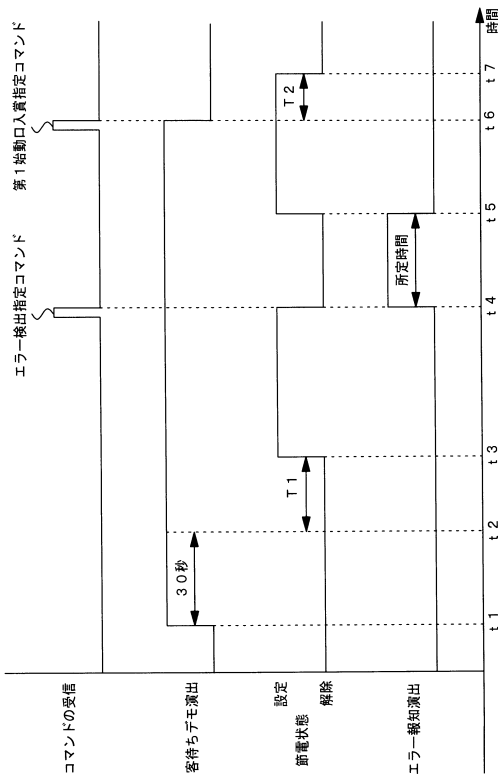 コマンドの受信
エラー検出指定コマンド
第1始動口入賞指定コマンド
客待ちデモ演出
30秒
節電状態
設定
解除
T1
T2
エラー報知演出
所定時間
t1
t2
t3
t4
t5
t6
t7
時間